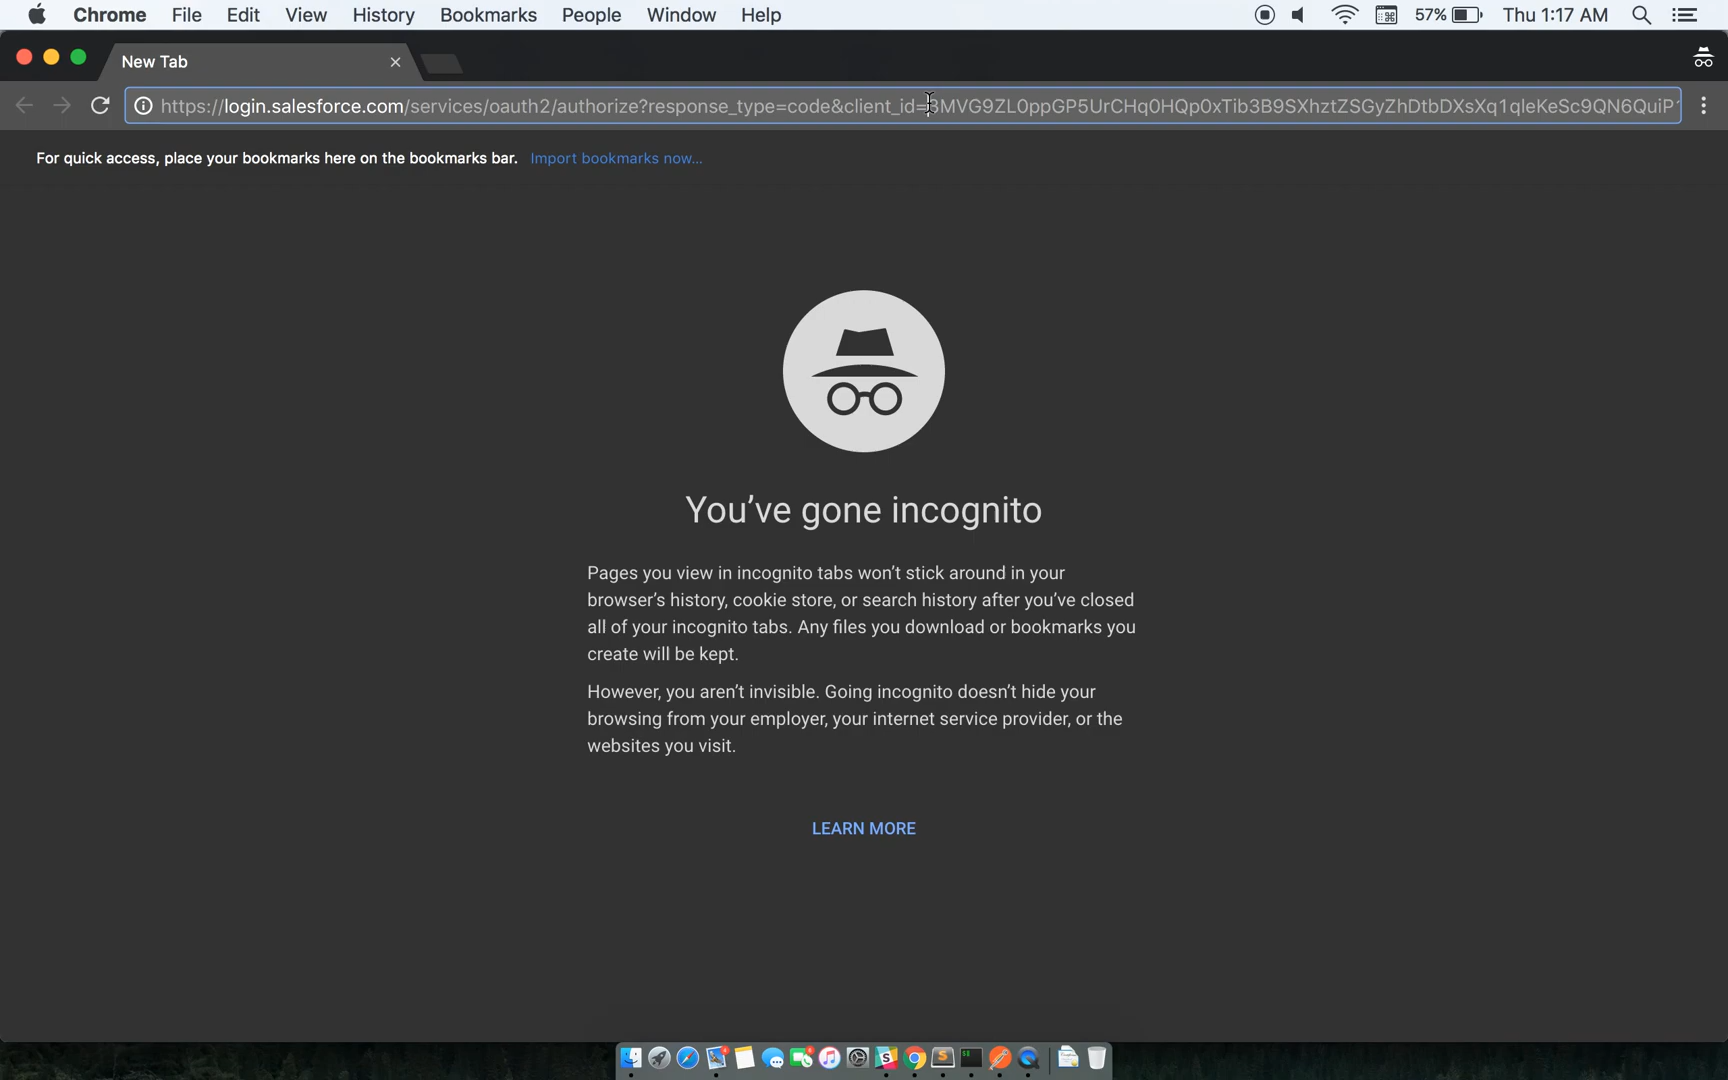 Chrome File Edit View History Bookmarks People Window Help 57% Thu 1:17 AM
New Tab
https://login.salesforce.com/services/oauth2/authorize?response_type=code&client_id=3MVG9ZL0ppGP5UrCHq0HQp0xTib3B9SXhztZSGyZhDtbDXsXq1qleKeSc9QN6QuiP
For quick access, place your bookmarks here on the bookmarks bar. Import bookmarks now...
You've gone incognito
Pages you view in incognito tabs won't stick around in your
browser's history, cookie store, or search history after you've closed
all of your incognito tabs. Any files you download or bookmarks you
create will be kept.
However, you aren't invisible. Going incognito doesn't hide your
browsing from your employer, your internet service provider, or the
websites you visit.
LEARN MORE